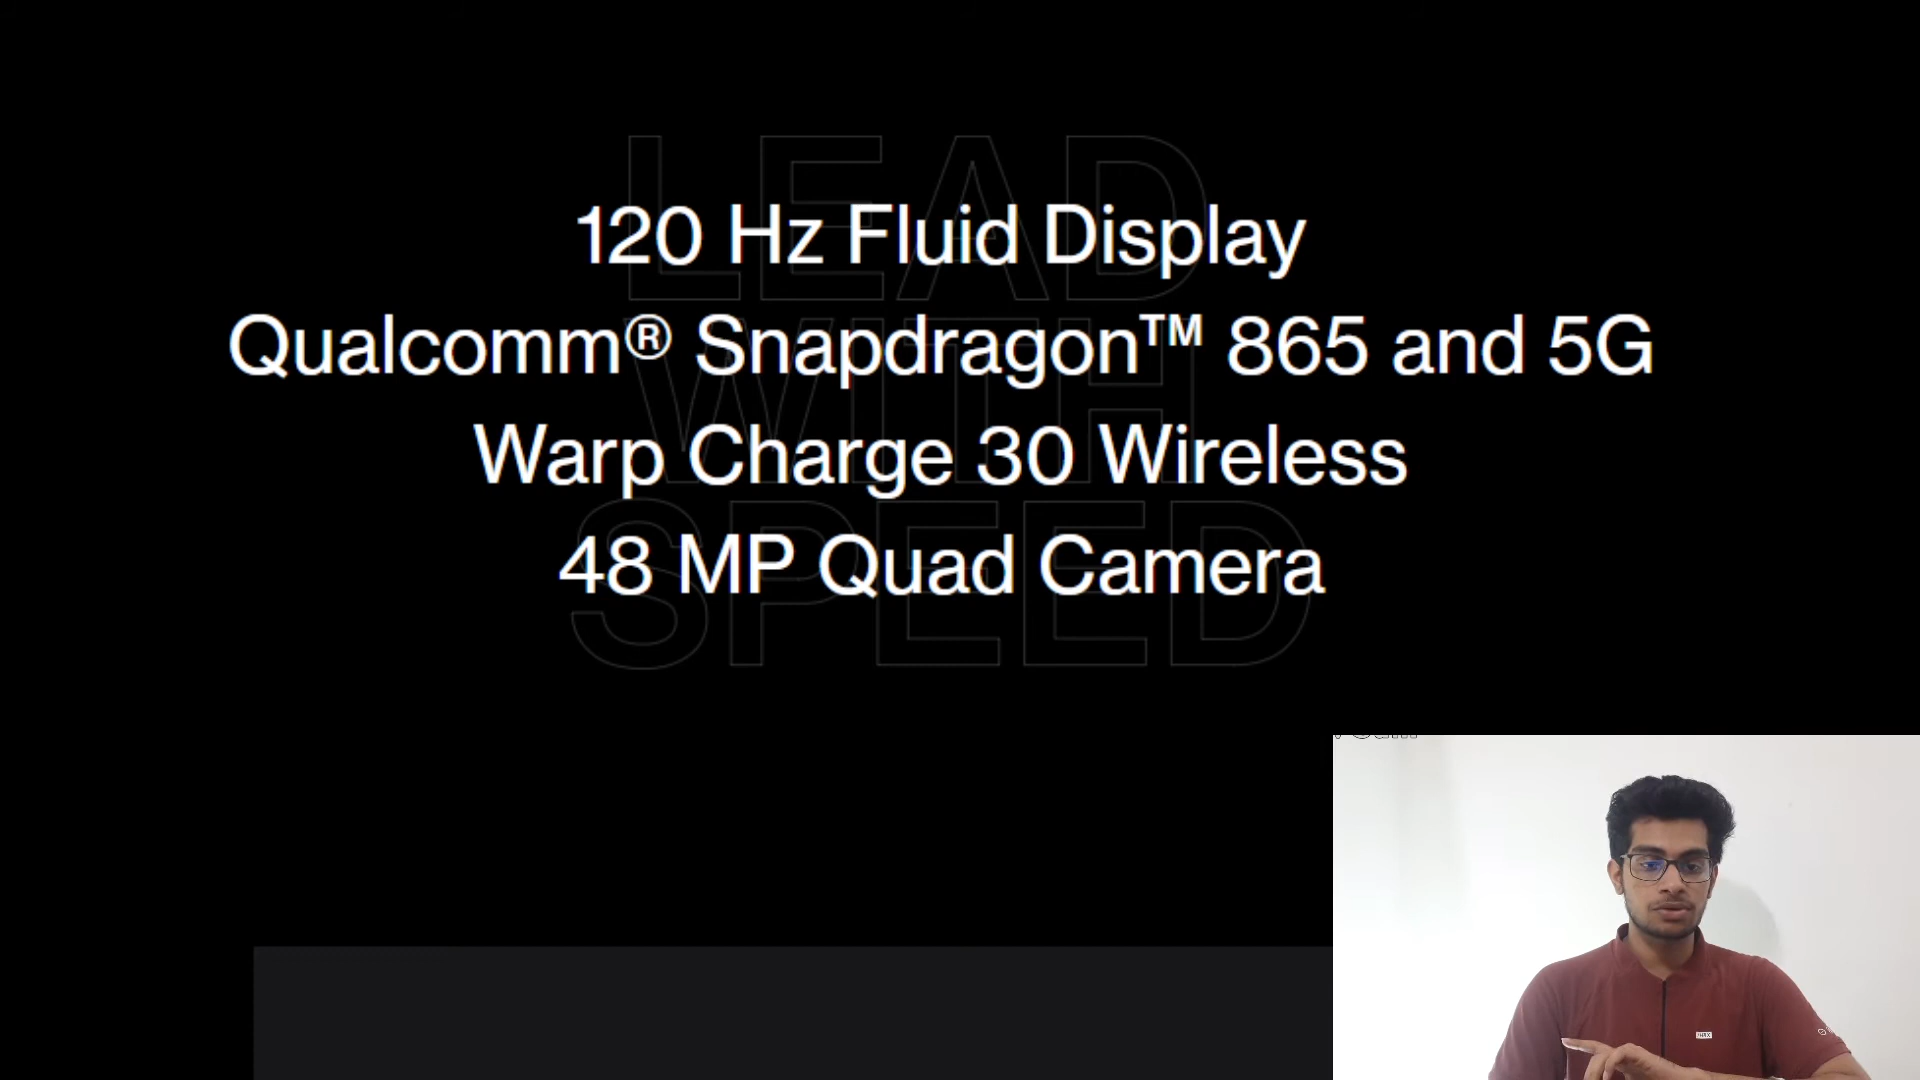 LEAD
WITH
SPEED
120 Hz Fluid Display
Qualcomm® Snapdragon™ 865 and 5G
Warp Charge 30 Wireless
48 MP Quad Camera